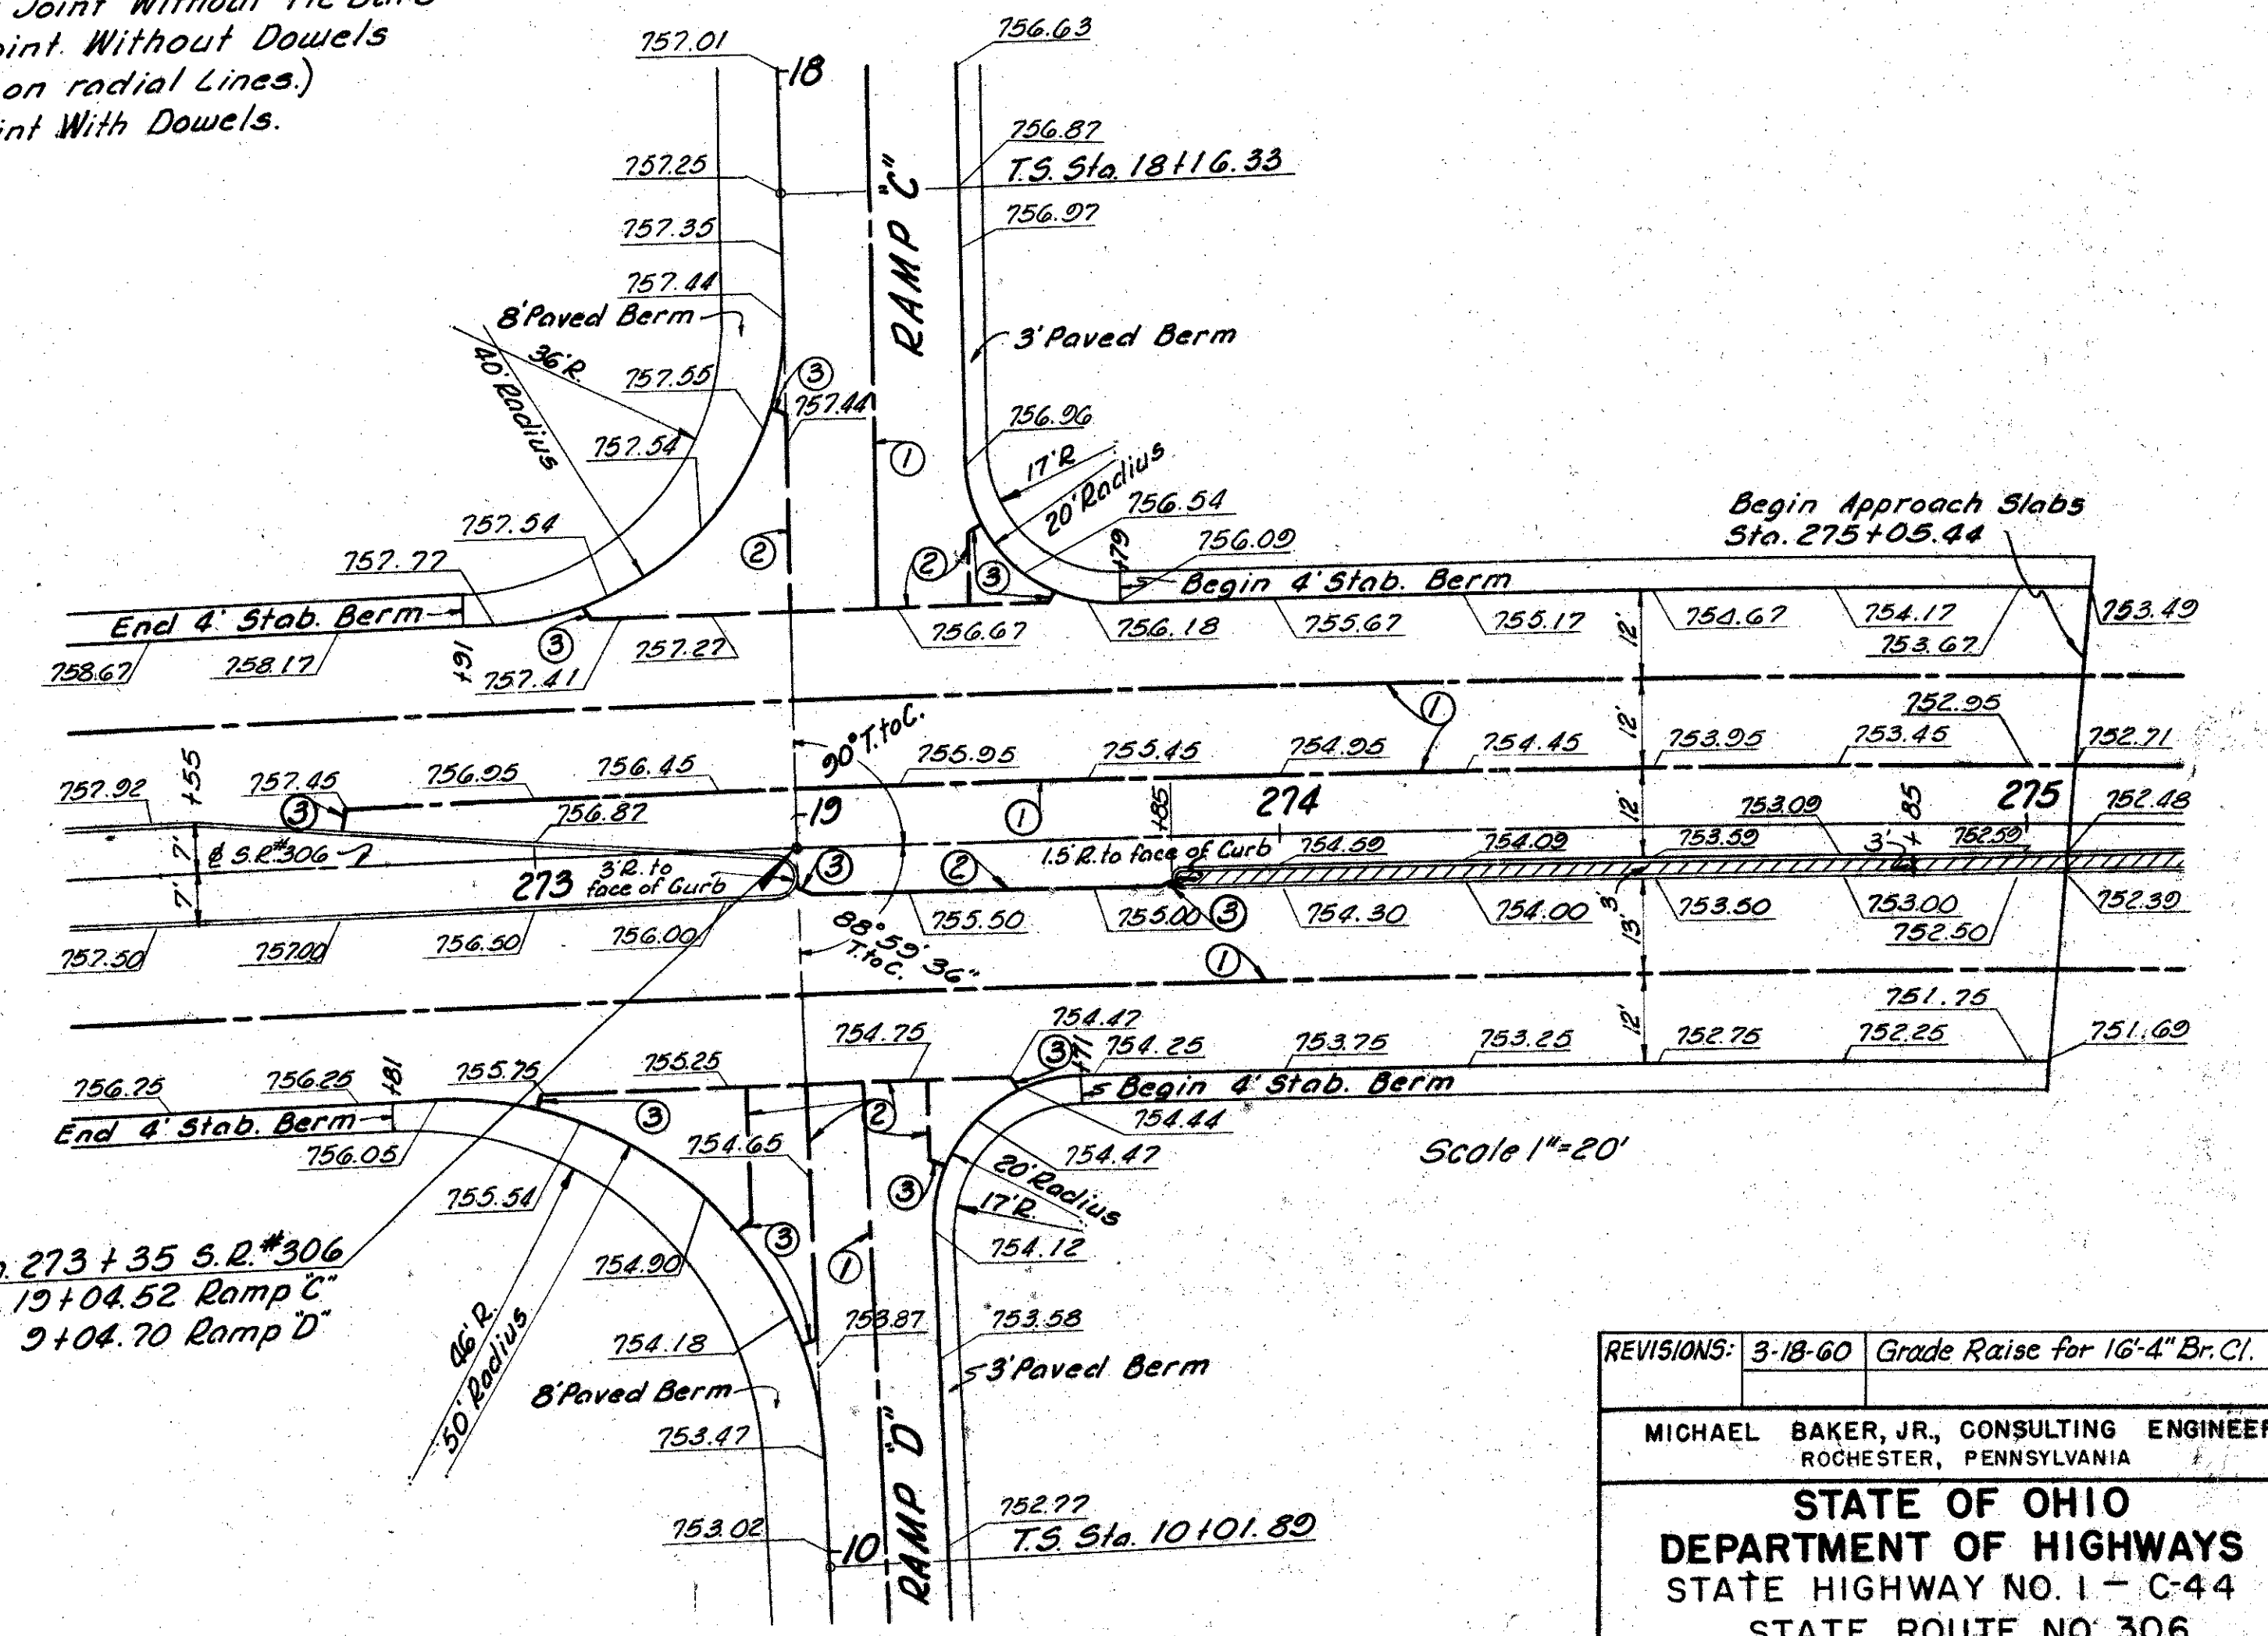 Joint Without Tie Bars
oint. Without Dowels
on radial Lines.)
int With Dowels.
757.01
18
756.63
756.87
T.S. Sta. 18+16.33
757.25
RAMP "C"
756.97
757.35
757.44
8' Paved Berm
3' Paved Berm
36' R.
40' Radius
757.55
3
757.44
756.96
757.54
1
17' R
20' Radius
757.54
756.54
Begin Approach Slabs
Sta. 275+05.44
2
2
3
+79
756.09
757.77
End 4' Stab. Berm
Begin 4' Stab. Berm
758.67
758.17
+91
3
757.41
757.27
756.67
756.18
755.67
755.17
12'
754.67
754.17
753.67
753.49
1
12'
752.95
90° T. to C.
757.92
+55
757.45
3
756.95
756.45
755.95
755.45
754.95
754.45
753.95
753.45
752.71
756.87
19
1
+85
274
12'
753.09
+85
275
752.48
7'
₵ S.R. #306
273
3' R. to
face of Curb
3
2
1.5' R. to face of Curb
754.59
754.09
753.59
3'
752.59
7'
757.50
757.00
756.50
756.00
88° 59' 36"
T. to C.
755.50
755.00
3
754.30
754.00
3'
13'
753.50
753.00
752.50
752.39
1
756.75
756.25
+81
755.75
755.25
754.75
754.47
3
+71
754.25
753.75
753.25
12'
752.75
752.25
751.75
751.69
End 4' Stab. Berm
Begin 4' Stab. Berm
756.05
3
754.65
2
754.44
754.47
Scale 1"=20'
755.54
3
20' Radius
17' R.
754.90
3
1
754.12
273+35 S.R. #306
19+04.52 Ramp "C"
9+04.70 Ramp "D"
46' R.
50' Radius
754.18
753.87
753.58
8' Paved Berm
3' Paved Berm
753.47
RAMP "D"
753.02
10
752.77
T.S. Sta. 10+01.89
REVISIONS: 3-18-60 Grade Raise for 16'-4" Br. Cl.
MICHAEL BAKER, JR., CONSULTING ENGINEER
ROCHESTER, PENNSYLVANIA
STATE OF OHIO
DEPARTMENT OF HIGHWAYS
STATE HIGHWAY NO. 1 - C-44
STATE ROUTE NO. 306